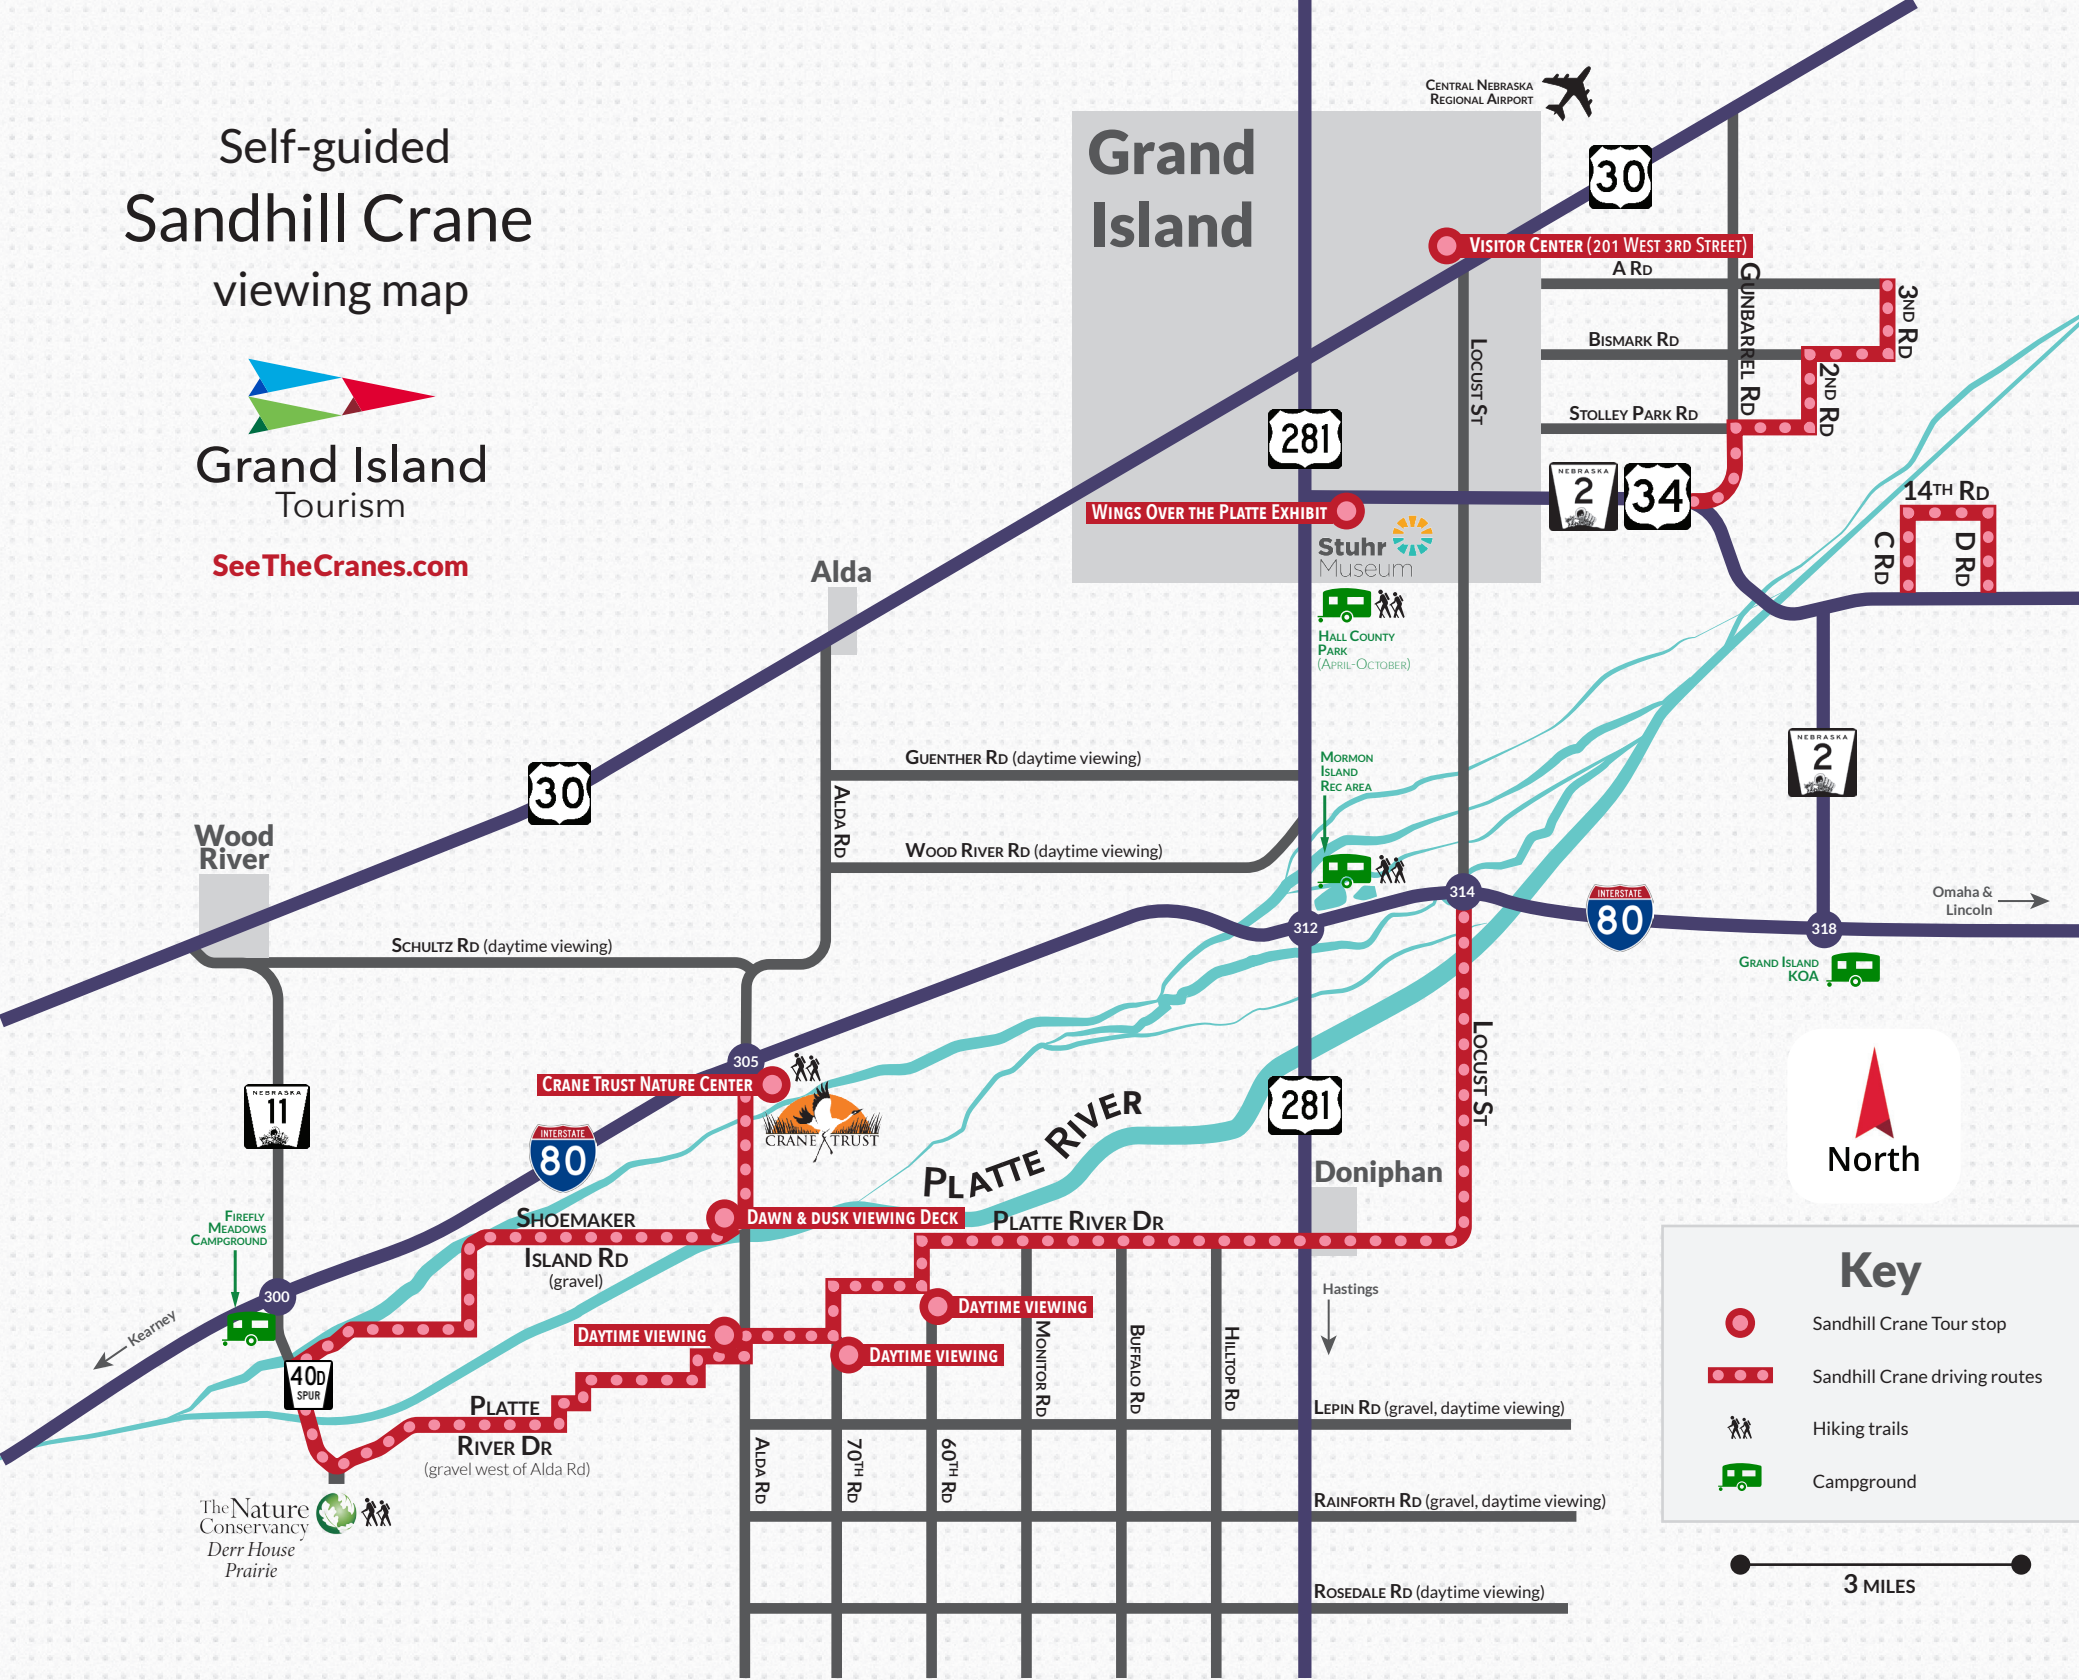 Self-guided
Sandhill Crane
viewing map
Grand Island
Tourism
SeeTheCranes.com
Central Nebraska
Regional Airport
Grand
Island
30
Visitor Center (201 West 3rd Street)
A Rd
Gunbarrel Rd
3nd Rd
Bismark Rd
2nd Rd
Locust St
Stolley Park Rd
281
NEBRASKA
2
34
14th Rd
C Rd
D Rd
Wings Over the Platte Exhibit
Stuhr
Museum
Alda
Hall County
Park
(April-October)
NEBRASKA
2
30
Guenther Rd (daytime viewing)
Mormon
Island
Rec area
Alda Rd
Wood
River
Wood River Rd (daytime viewing)
314
INTERSTATE
80
Omaha &
Lincoln
312
318
Schultz Rd (daytime viewing)
Grand Island
KOA
305
Crane Trust Nature Center
CRANE TRUST
Locust St
NEBRASKA
11
INTERSTATE
80
281
Platte River
North
Doniphan
Firefly
Meadows
Campground
Shoemaker
Island Rd
(gravel)
Dawn & dusk viewing Deck
Platte River Dr
300
Kearney
Hastings
Daytime viewing
Daytime viewing
Daytime viewing
Monitor Rd
Buffalo Rd
Hilltop Rd
40D
SPUR
Platte
River Dr
(gravel west of Alda Rd)
Lepin Rd (gravel, daytime viewing)
Alda Rd
70th Rd
60th Rd
Rainforth Rd (gravel, daytime viewing)
The Nature
Conservancy
Derr House
Prairie
Rosedale Rd (daytime viewing)
Key
Sandhill Crane Tour stop
Sandhill Crane driving routes
Hiking trails
Campground
3 miles